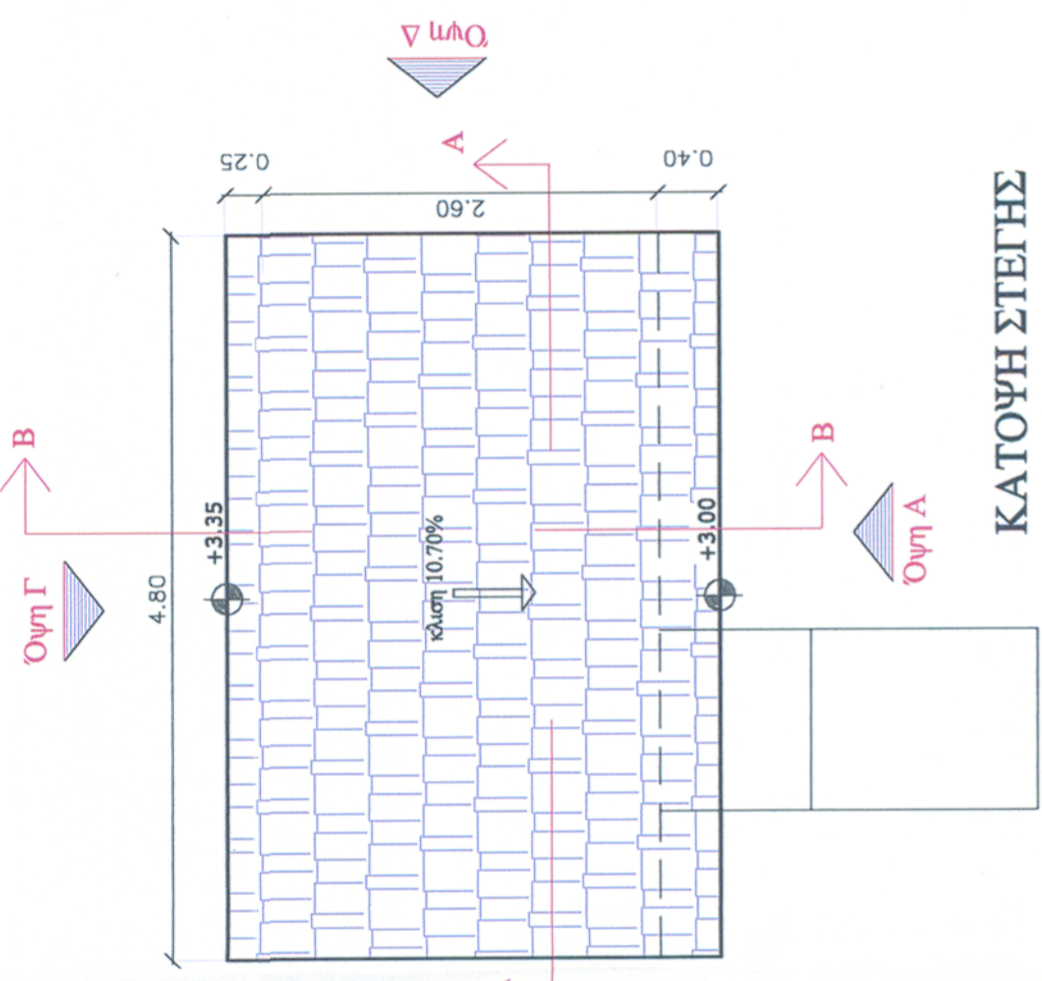 Όψη Δ
A
0.25
2.60
0.40
4.80
B
B
+3.35
κλιση 10.70%
+3.00
Όψη Γ
Όψη Α
ΚΑΤΟΨΗ ΣΤΕΓΗΣ